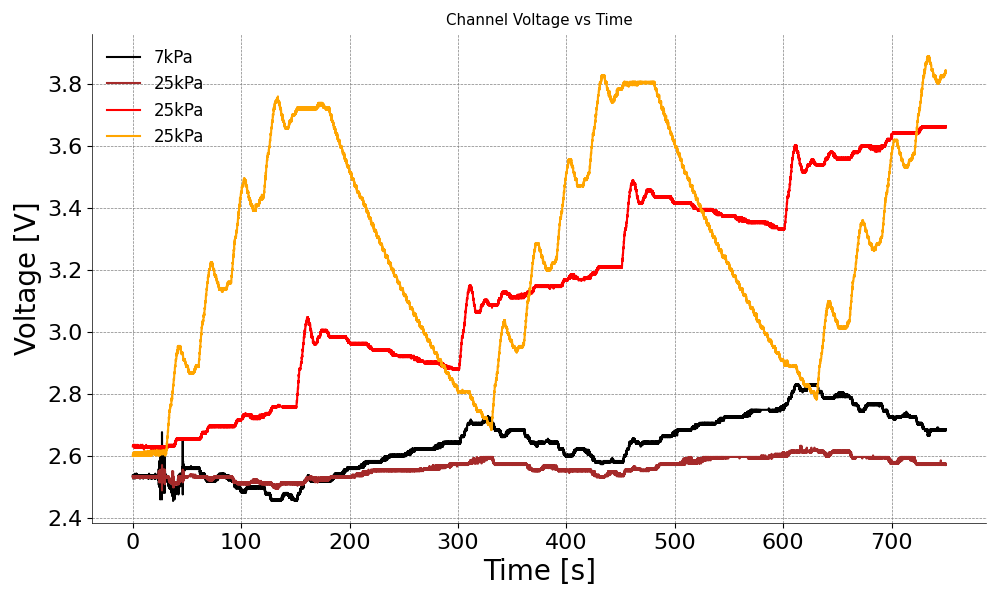 Channel Voltage vs Time
7kPa
25kPa
25kPa
25kPa
Voltage [V]
3.8
3.6
3.4
3.2
3.0
2.8
2.6
2.4
0 100 200 300 400 500 600 700
Time [s]